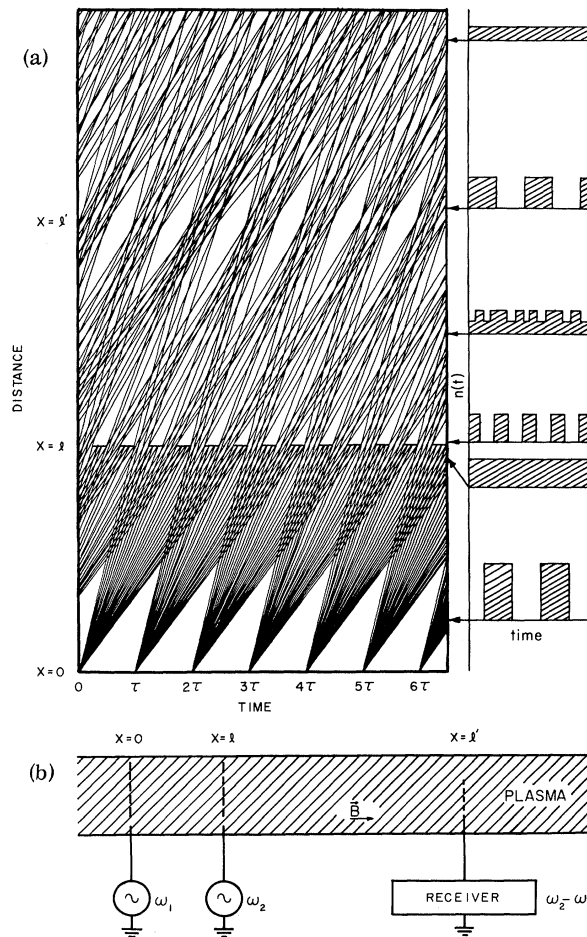 (a)
X = ℓ'
DISTANCE
X = ℓ
X = 0
n(t)
time
0 τ 2τ 3τ 4τ 5τ 6τ
TIME
(b)
X = 0 X = ℓ X = ℓ'
B
PLASMA
ω₁
ω₂
RECEIVER
ω₂ - ω